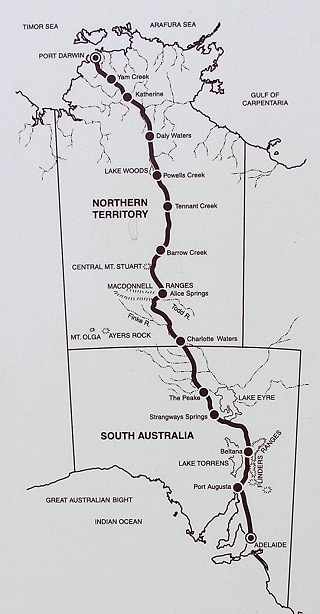 TIMOR SEA
ARAFURA SEA
PORT DARWIN
Yam Creek
Katherine
GULF OF
CARPENTARIA
Daly Waters
LAKE WOODS
Powells Creek
NORTHERN
TERRITORY
Tennant Creek
Barrow Creek
CENTRAL MT. STUART
MACDONNELL RANGES
Alice Springs
Finke R.
Todd R.
MT. OLGA
AYERS ROCK
Charlotte Waters
The Peake
LAKE EYRE
Strangways Springs
SOUTH AUSTRALIA
Beltana
FLINDERS RANGES
LAKE TORRENS
Port Augusta
GREAT AUSTRALIAN BIGHT
INDIAN OCEAN
ADELAIDE